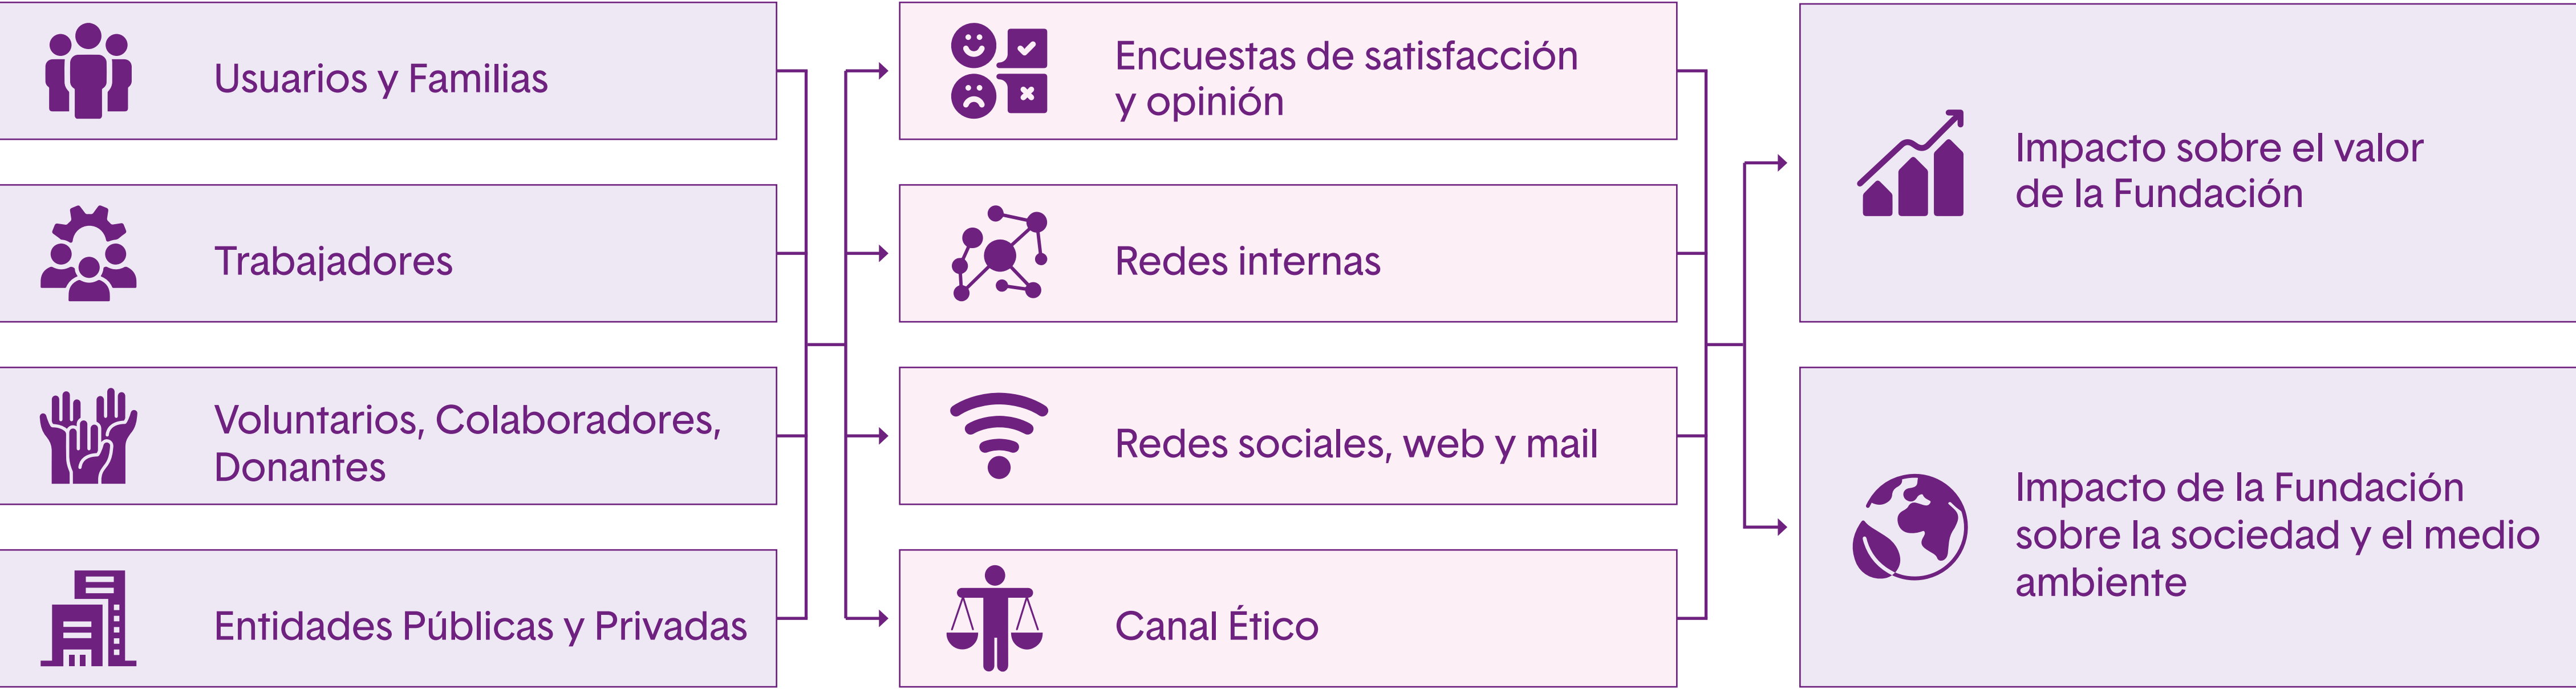 Usuarios y Familias
Trabajadores
Voluntarios, Colaboradores,
Donantes
Entidades Públicas y Privadas
Encuestas de satisfacción
y opinión
Redes internas
Redes sociales, web y mail
Canal Ético
Impacto sobre el valor
de la Fundación
Impacto de la Fundación
sobre la sociedad y el medio
ambiente